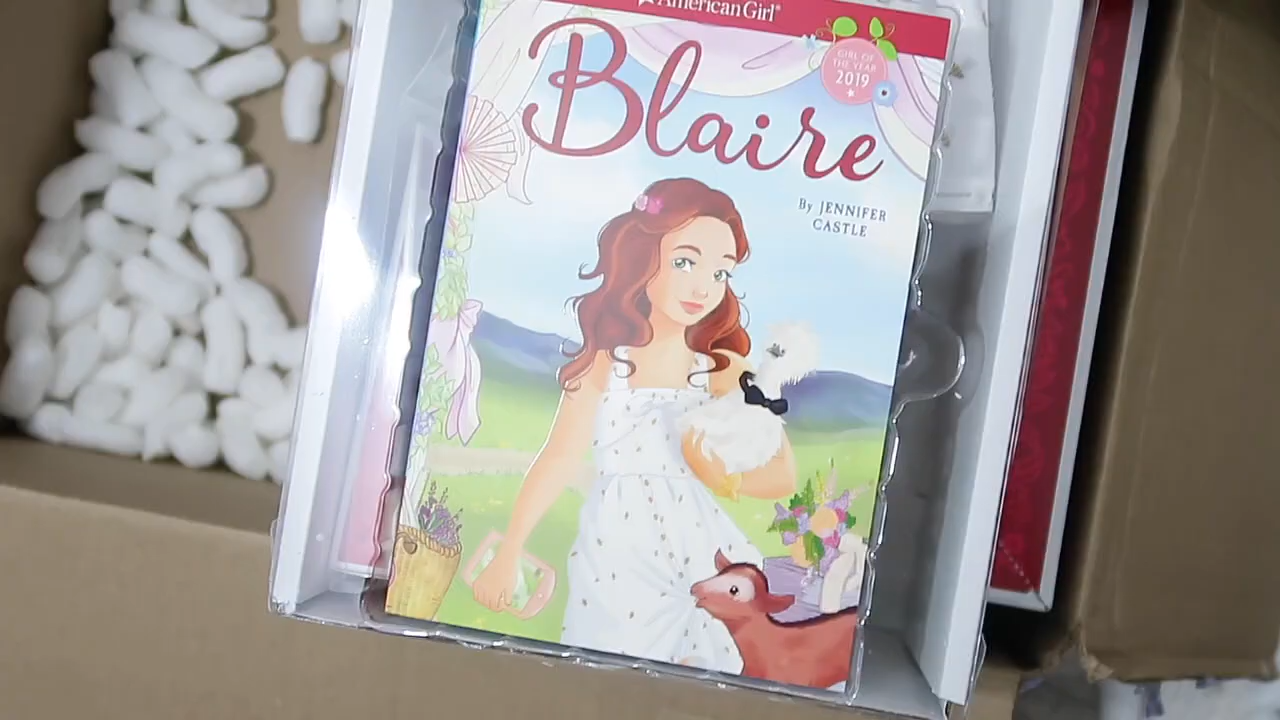 American Girl®
Blaire
GIRL OF
THE YEAR
2019
By JENNIFER
CASTLE